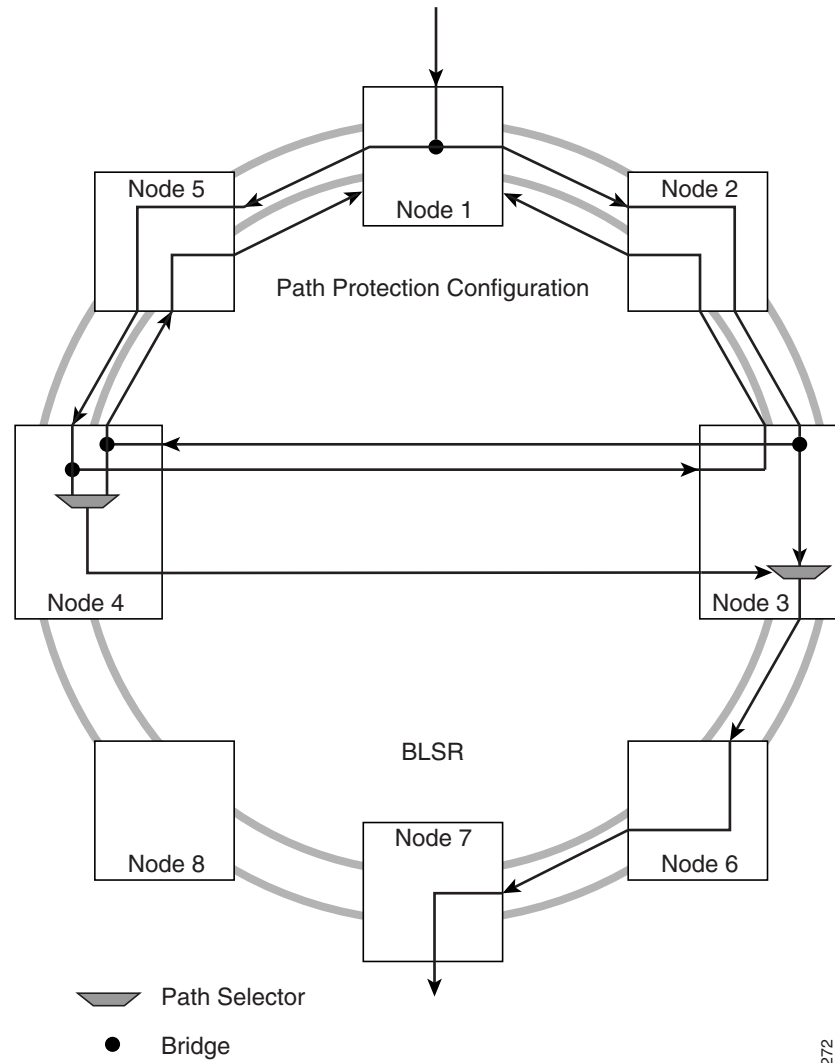 Node 5
Node 1
Node 2
Path Protection Configuration
Node 4
Node 3
BLSR
Node 8
Node 7
Node 6
Path Selector
Bridge
272